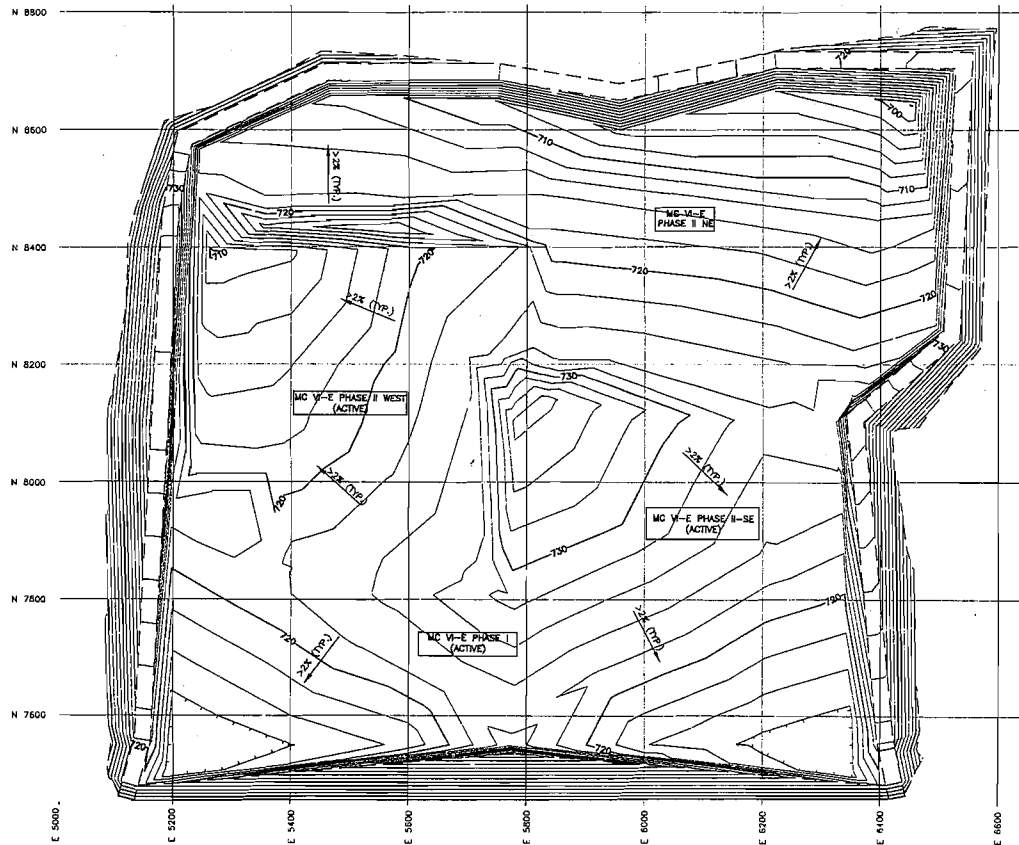 N 8800
720
700
N 8600
710
730
>2% (TYP.)
710
720
MC VI-E
PHASE II NE
N 8400
710
720
>2% (TYP.)
720
>2% (TYP.)
720
730
N 8200
730
MC VI-E PHASE II WEST
(ACTIVE)
>2% (TYP.)
>2% (TYP.)
N 8000
720
MC VI-E PHASE II-SE
(ACTIVE)
730
N 7800
720
720
>2% (TYP.)
MC VI-E PHASE I
(ACTIVE)
>2% (TYP.)
N 7600
720
720
E 5000
E 5200
E 5400
E 5600
E 5800
E 6000
E 6200
E 6400
E 6600